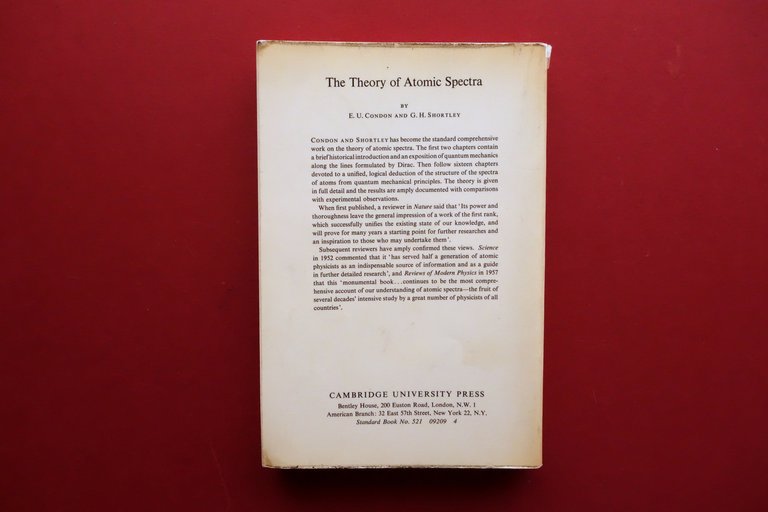 The Theory of Atomic Spectra
BY
E. U. CONDON AND G. H. SHORTLEY
CONDON AND SHORTLEY has become the standard comprehensive
work on the theory of atomic spectra. The first two chapters contain
a brief historical introduction and an exposition of quantum mechanics
along the lines formulated by Dirac. Then follow sixteen chapters
devoted to a unified, logical deduction of the structure of the spectra
of atoms from quantum mechanical principles. The theory is given
in full detail and the results are amply documented with comparisons
with experimental observations.
When first published, a reviewer in Nature said that 'Its power and
thoroughness leave the general impression of a work of the first rank,
which successfully unifies the existing state of our knowledge, and
will prove for many years a starting point for further researches and
an inspiration to those who may undertake them'.
Subsequent reviewers have amply confirmed these views. Science
in 1952 commented that it 'has served half a generation of atomic
physicists as an indispensable source of information and as a guide
in further detailed research', and Reviews of Modern Physics in 1957
that this 'monumental book...continues to be the most compre-
hensive account of our understanding of atomic spectra—the fruit of
several decades' intensive study by a great number of physicists of all
countries'.
CAMBRIDGE UNIVERSITY PRESS
Bentley House, 200 Euston Road, London, N.W. 1
American Branch: 32 East 57th Street, New York 22, N.Y.
Standard Book No. 521 09209 4